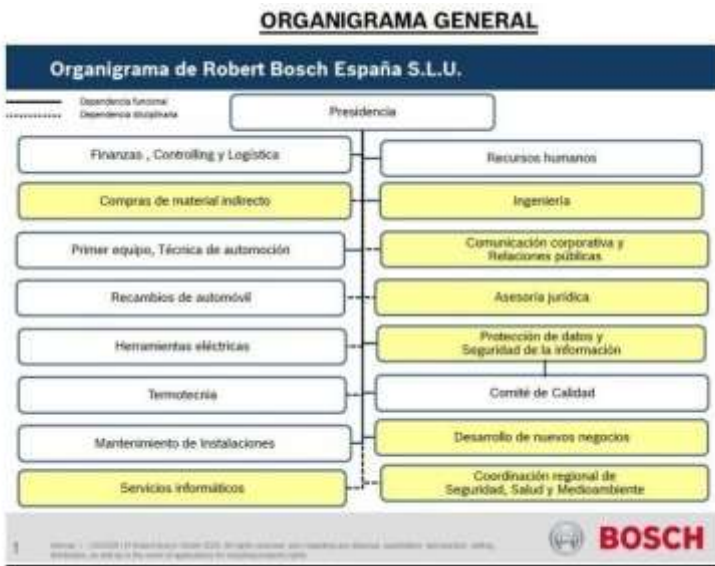 ORGANIGRAMA GENERAL
Organigrama de Robert Bosch España S.L.U.
Dependencia funcional
Dependencia disciplinaria
Presidencia
Finanzas , Controlling y Logística
Recursos humanos
Compras de material indirecto
Ingeniería
Primer equipo, Técnica de automoción
Comunicación corporativa y
Relaciones públicas
Recambios de automóvil
Asesoría jurídica
Herramientas eléctricas
Protección de datos y
Seguridad de la información
Termotecnia
Comité de Calidad
Mantenimiento de Instalaciones
Desarrollo de nuevos negocios
Servicios informáticos
Coordinación regional de
Seguridad, Salud y Medioambiente
1
BOSCH